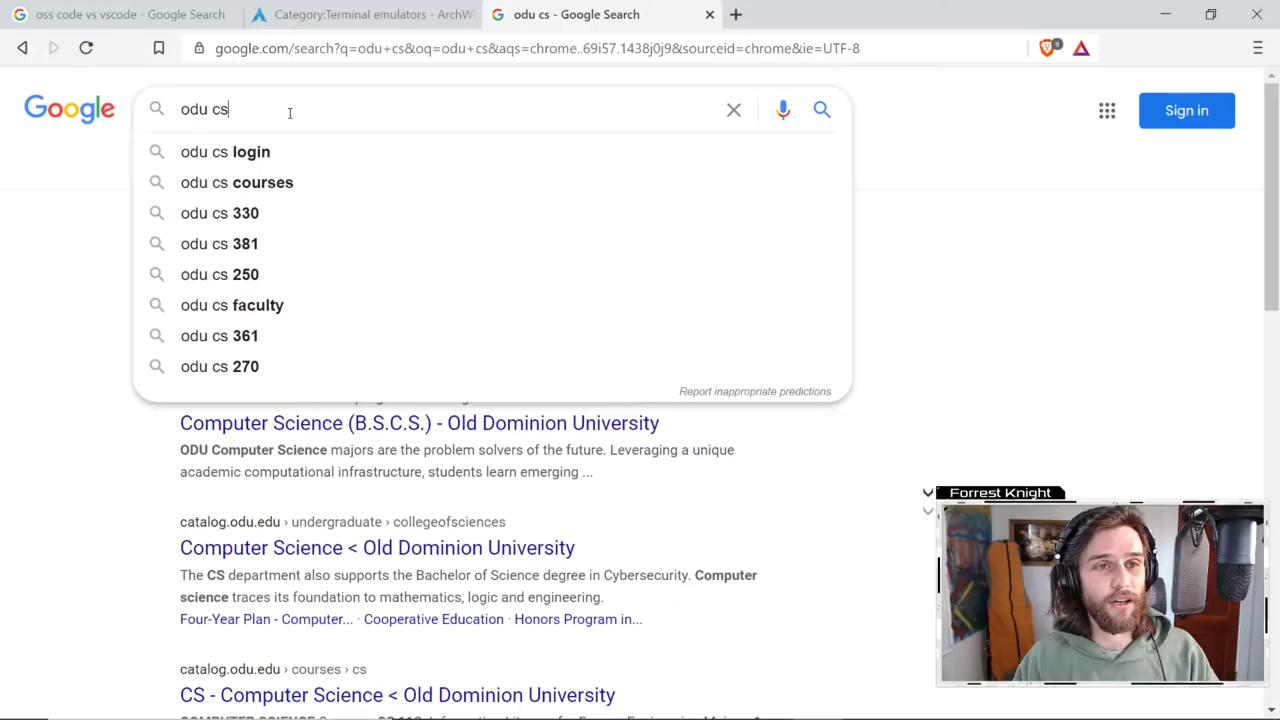 oss code vs vscode - Google Search
Category:Terminal emulators - ArchWi
odu cs - Google Search
google.com/search?q=odu+cs&oq=odu+cs&aqs=chrome..69i57.1438j0j9&sourceid=chrome&ie=UTF-8
9
Google
odu cs
Sign in
odu cs login
odu cs courses
odu cs 330
odu cs 381
odu cs 250
odu cs faculty
odu cs 361
odu cs 270
Report inappropriate predictions
Computer Science (B.S.C.S.) - Old Dominion University
ODU Computer Science majors are the problem solvers of the future. Leveraging a unique
academic computational infrastructure, students learn emerging ...
Forrest Knight
catalog.odu.edu › undergraduate › collegeofsciences
Computer Science < Old Dominion University
The CS department also supports the Bachelor of Science degree in Cybersecurity. Computer
science traces its foundation to mathematics, logic and engineering.
Four-Year Plan - Computer... · Cooperative Education · Honors Program in...
catalog.odu.edu › courses › cs
CS - Computer Science < Old Dominion University